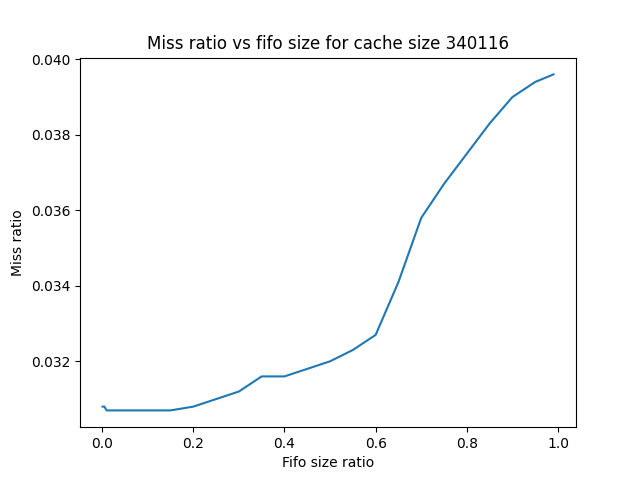 Miss ratio vs fifo size for cache size 340116
Miss ratio
0.040
0.038
0.036
0.034
0.032
0.0 0.2 0.4 0.6 0.8 1.0
Fifo size ratio